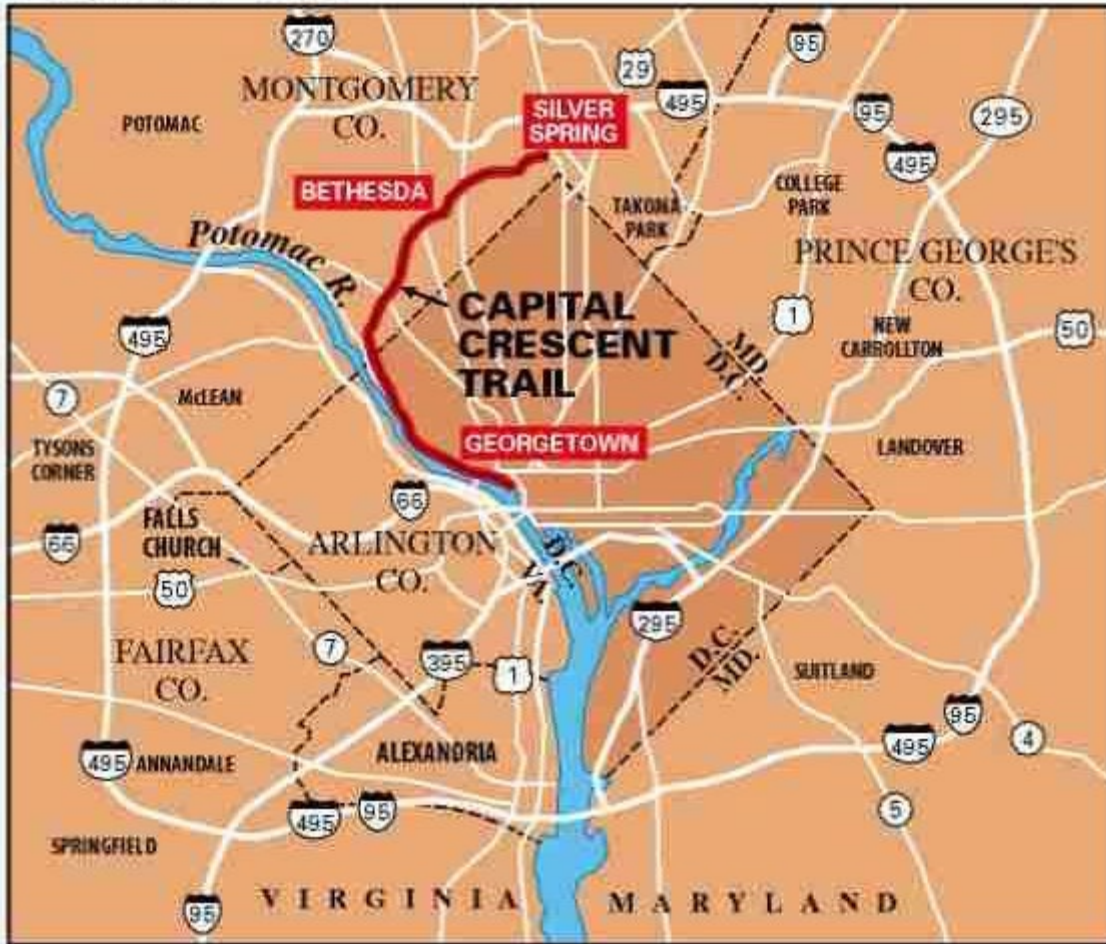 270
95
29
MONTGOMERY
CO.
495
SILVER
SPRING
95
295
POTOMAC
495
BETHESDA
TAKOMA
PARK
COLLEGE
PARK
Potomac R.
PRINCE GEORGE'S
CO.
CAPITAL
CRESCENT
TRAIL
1
50
495
NEW
CARROLLTON
MD
D.C.
7
McLEAN
TYSONS
CORNER
GEORGETOWN
LANDOVER
66
FALLS
CHURCH
66
ARLINGTON
CO.
D.C.
VA.
50
295
FAIRFAX
CO.
7
395
1
D.C.
MD.
SUITLAND
95
495
4
495
ANNANDALE
ALEXANDRIA
495
95
5
SPRINGFIELD
95
VIRGINIA
MARYLAND